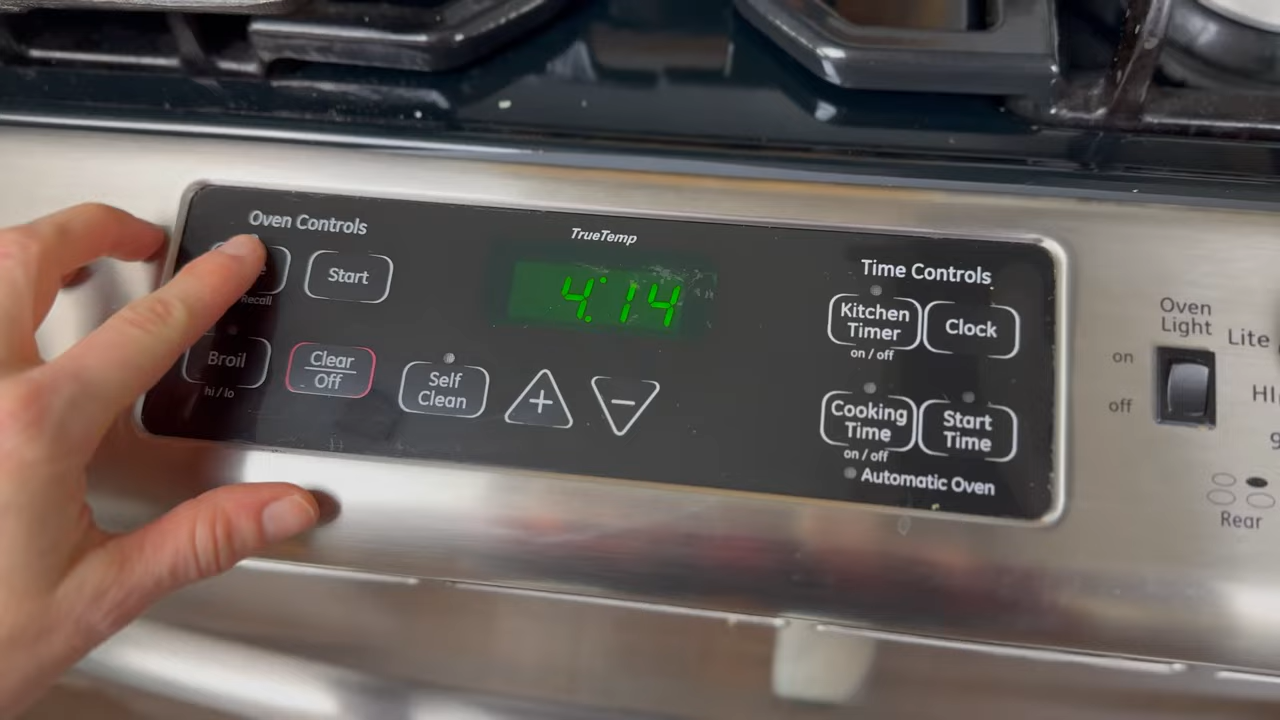 Oven Controls
Start
Recall
Broil
hi / lo
Clear
Off
TrueTemp
4:14
Self
Clean
+
−
Time Controls
Kitchen
Timer
on / off
Clock
Cooking
Time
on / off
Start
Time
Automatic Oven
Oven
Light
on
off
Lite
Rear